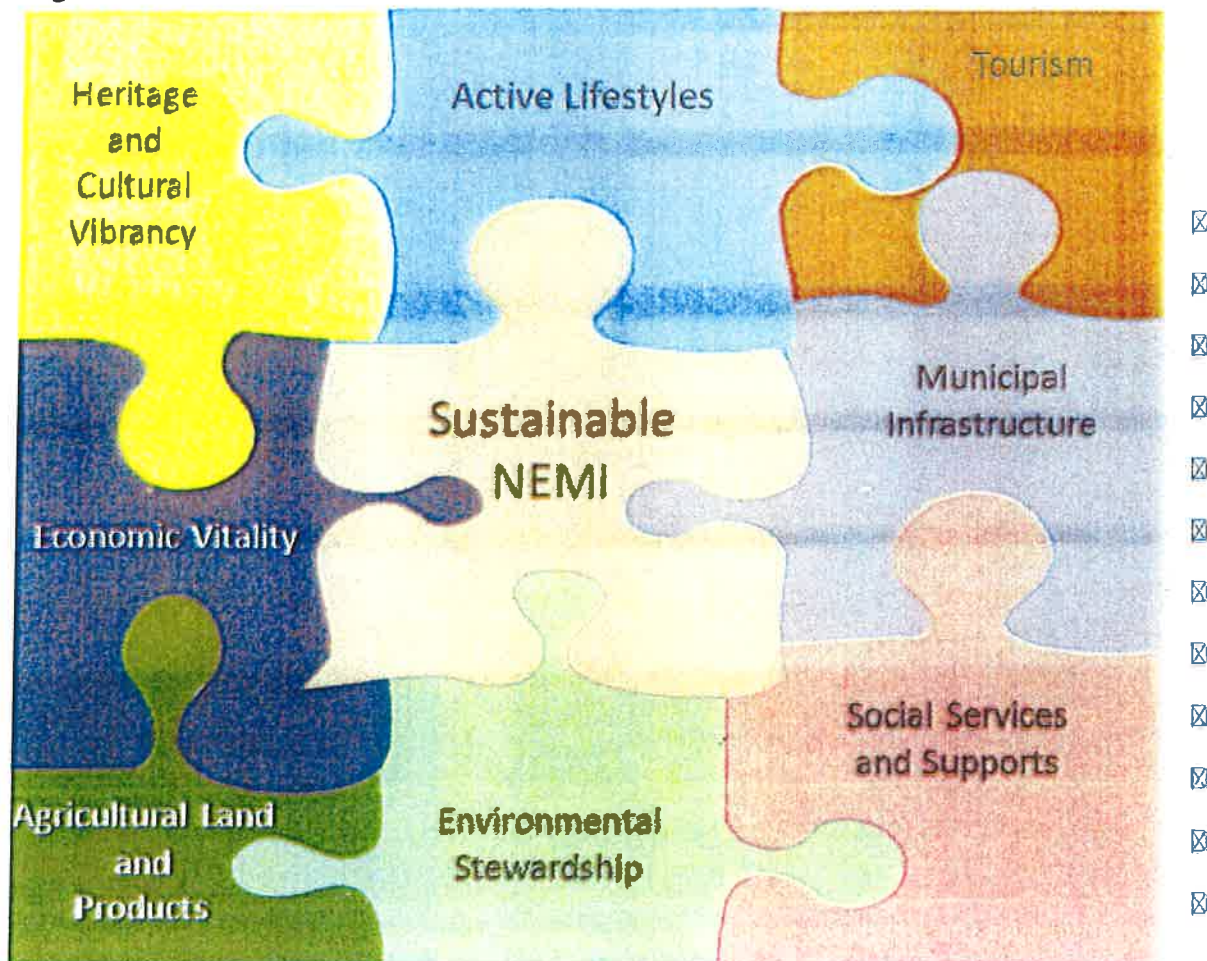 Heritage
and
Cultural
Vibrancy
Active Lifestyles
Tourism
Economic Vitality
Sustainable
NEMI
Municipal
Infrastructure
Agricultural Land
and
Products
Environmental
Stewardship
Social Services
and Supports